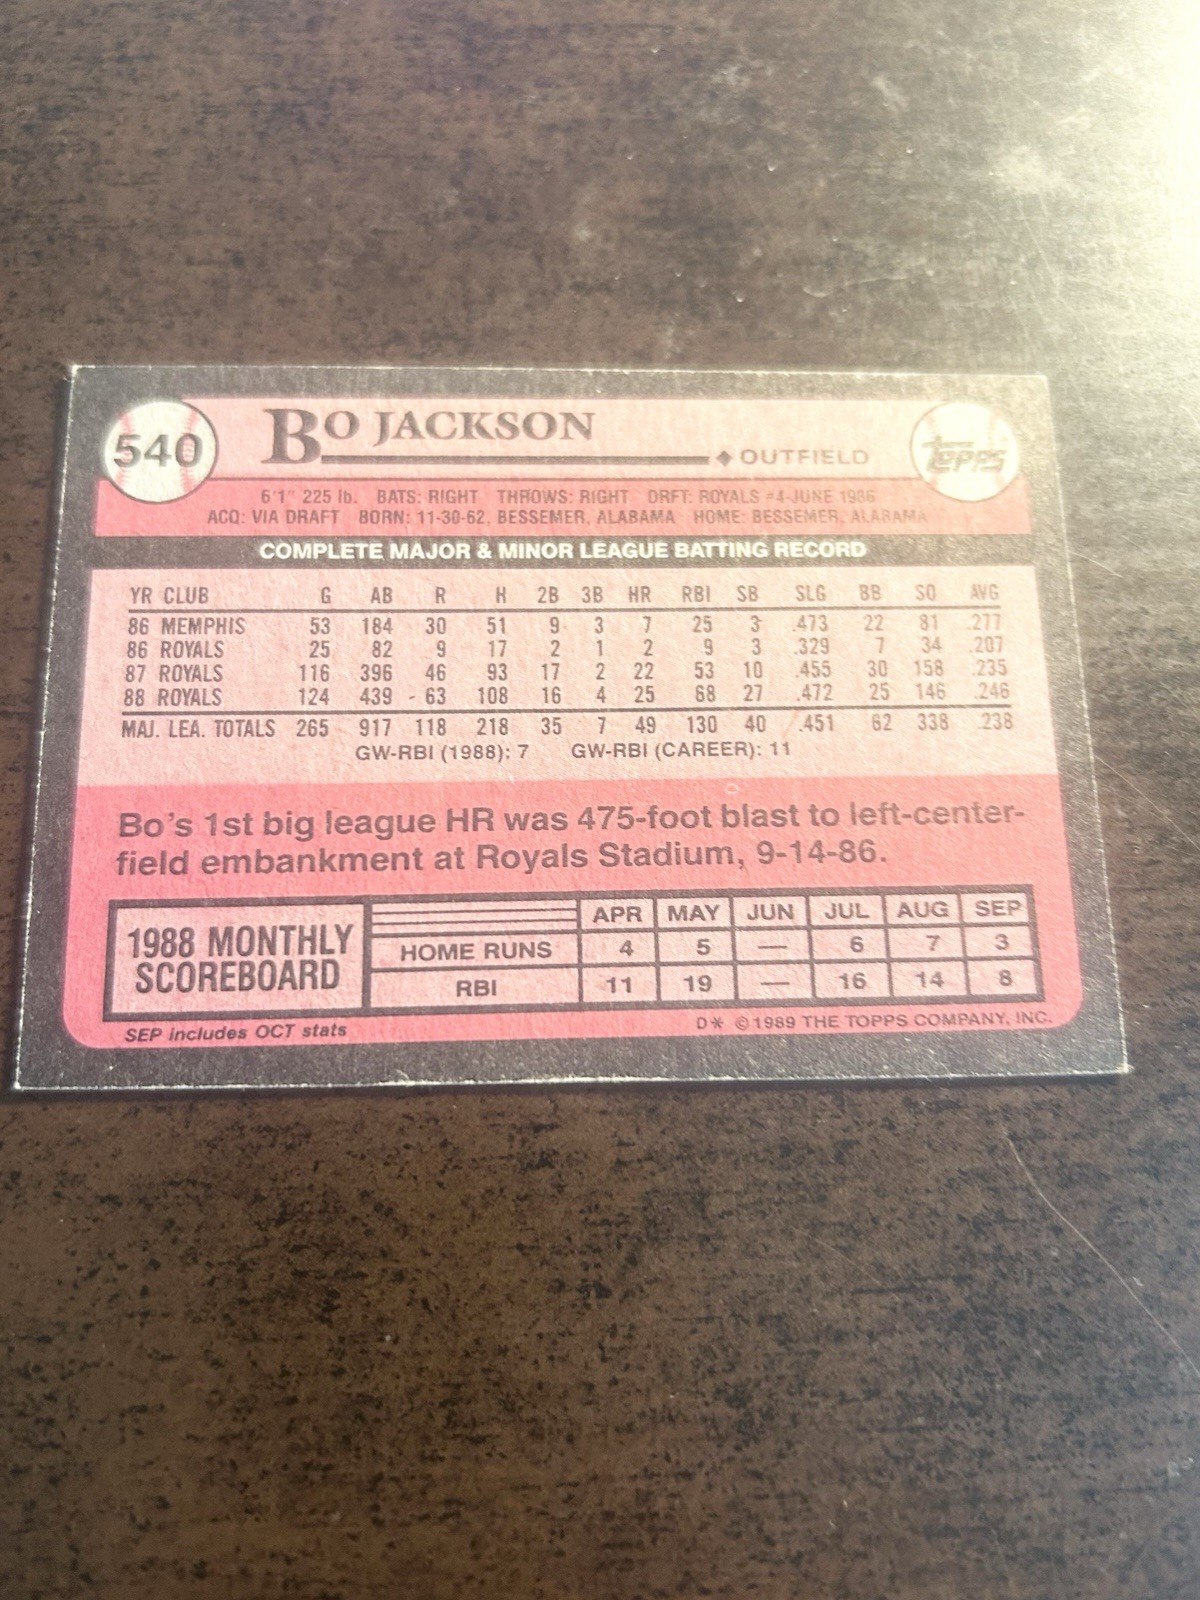 540
BO JACKSON
◆ OUTFIELD
TOPPS
6'1" 225 lb. BATS: RIGHT THROWS: RIGHT DRFT: ROYALS #4-JUNE 1986
ACQ: VIA DRAFT BORN: 11-30-62, BESSEMER, ALABAMA HOME: BESSEMER, ALABAMA
COMPLETE MAJOR & MINOR LEAGUE BATTING RECORD
YR CLUB G AB R H 2B 3B HR RBI SB SLG BB SO AVG
86 MEMPHIS 53 184 30 51 9 3 7 25 3 .473 22 81 .277
86 ROYALS 25 82 9 17 2 1 2 9 3 .329 7 34 .207
87 ROYALS 116 396 46 93 17 2 22 53 10 .455 30 158 .235
88 ROYALS 124 439 63 108 16 4 25 68 27 .472 25 146 .246
MAJ. LEA. TOTALS 265 917 118 218 35 7 49 130 40 .451 62 338 .238
GW-RBI (1988): 7 GW-RBI (CAREER): 11
Bo's 1st big league HR was 475-foot blast to left-center-
field embankment at Royals Stadium, 9-14-86.
1988 MONTHLY
SCOREBOARD
APR MAY JUN JUL AUG SEP
HOME RUNS 4 5 — 6 7 3
RBI 11 19 — 16 14 8
SEP includes OCT stats
D* © 1989 THE TOPPS COMPANY, INC.